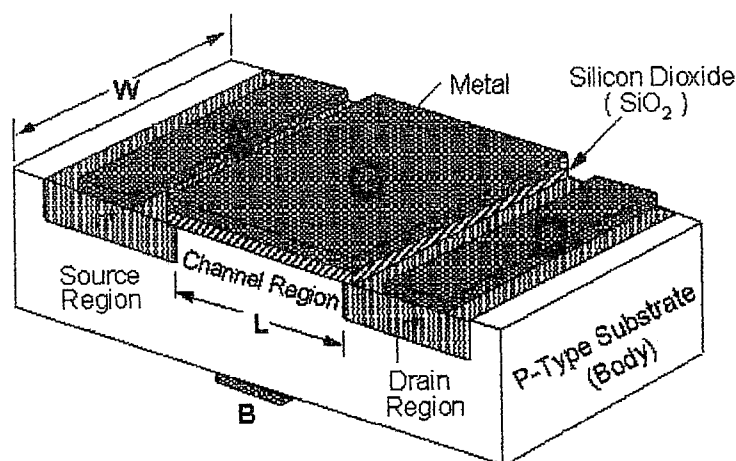 W
Metal
Silicon Dioxide
( SiO₂ )
Source
Region
Channel Region
L
Drain
Region
B
P-Type Substrate
(Body)